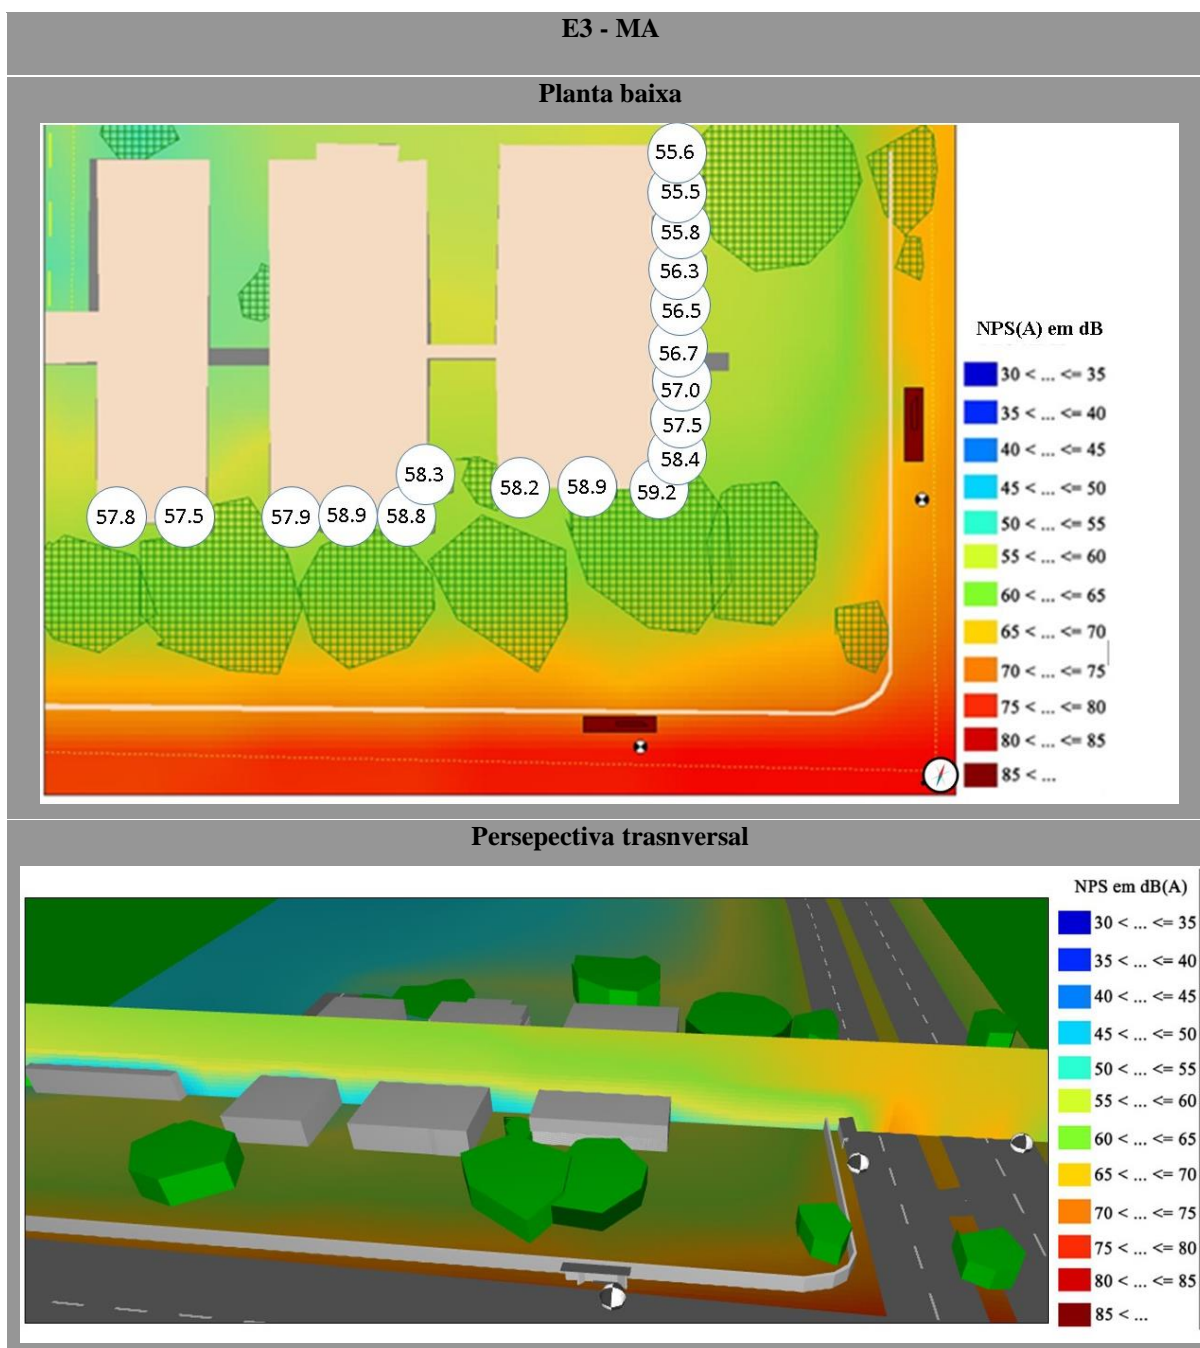 E3 - MA
Planta baixa
55.6
55.5
55.8
56.3
56.5
56.7
57.0
57.5
58.4
58.3
58.2
58.9
59.2
57.8
57.5
57.9
58.9
58.8
NPS(A) em dB
30 < ... <= 35
35 < ... <= 40
40 < ... <= 45
45 < ... <= 50
50 < ... <= 55
55 < ... <= 60
60 < ... <= 65
65 < ... <= 70
70 < ... <= 75
75 < ... <= 80
80 < ... <= 85
85 < ...
Persepectiva trasnversal
NPS em dB(A)
30 < ... <= 35
35 < ... <= 40
40 < ... <= 45
45 < ... <= 50
50 < ... <= 55
55 < ... <= 60
60 < ... <= 65
65 < ... <= 70
70 < ... <= 75
75 < ... <= 80
80 < ... <= 85
85 < ...